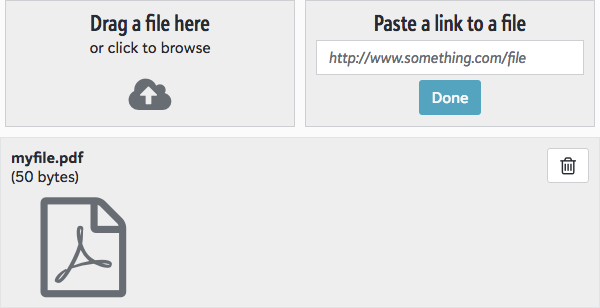 Drag a file here
or click to browse
Paste a link to a file
http://www.something.com/file
Done
myfile.pdf
(50 bytes)